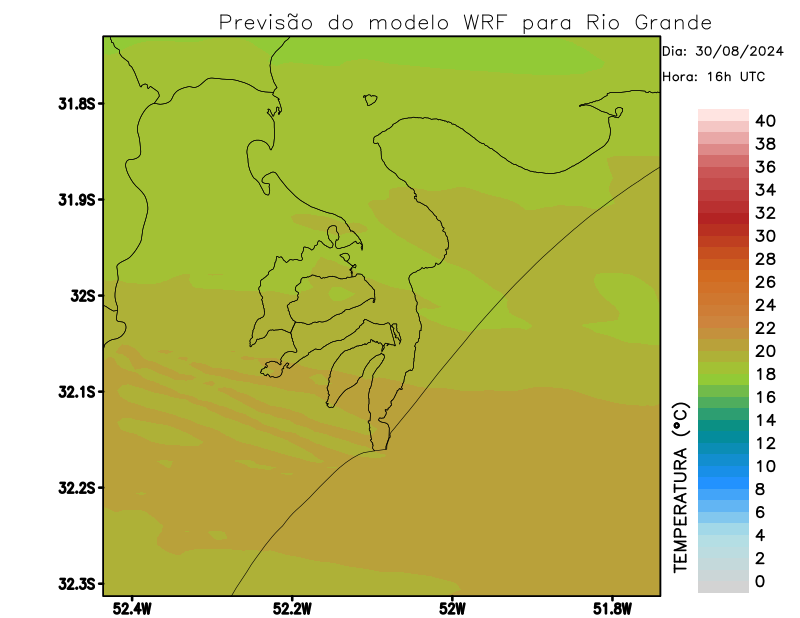 Previsão do modelo WRF para Rio Grande
Dia: 30/08/2024
Hora: 16h UTC
31.8S
31.9S
32S
32.1S
32.2S
32.3S
52.4W
52.2W
52W
51.8W
40
38
36
34
32
30
28
26
24
22
20
18
16
14
12
10
8
6
4
2
0
TEMPERATURA (°C)